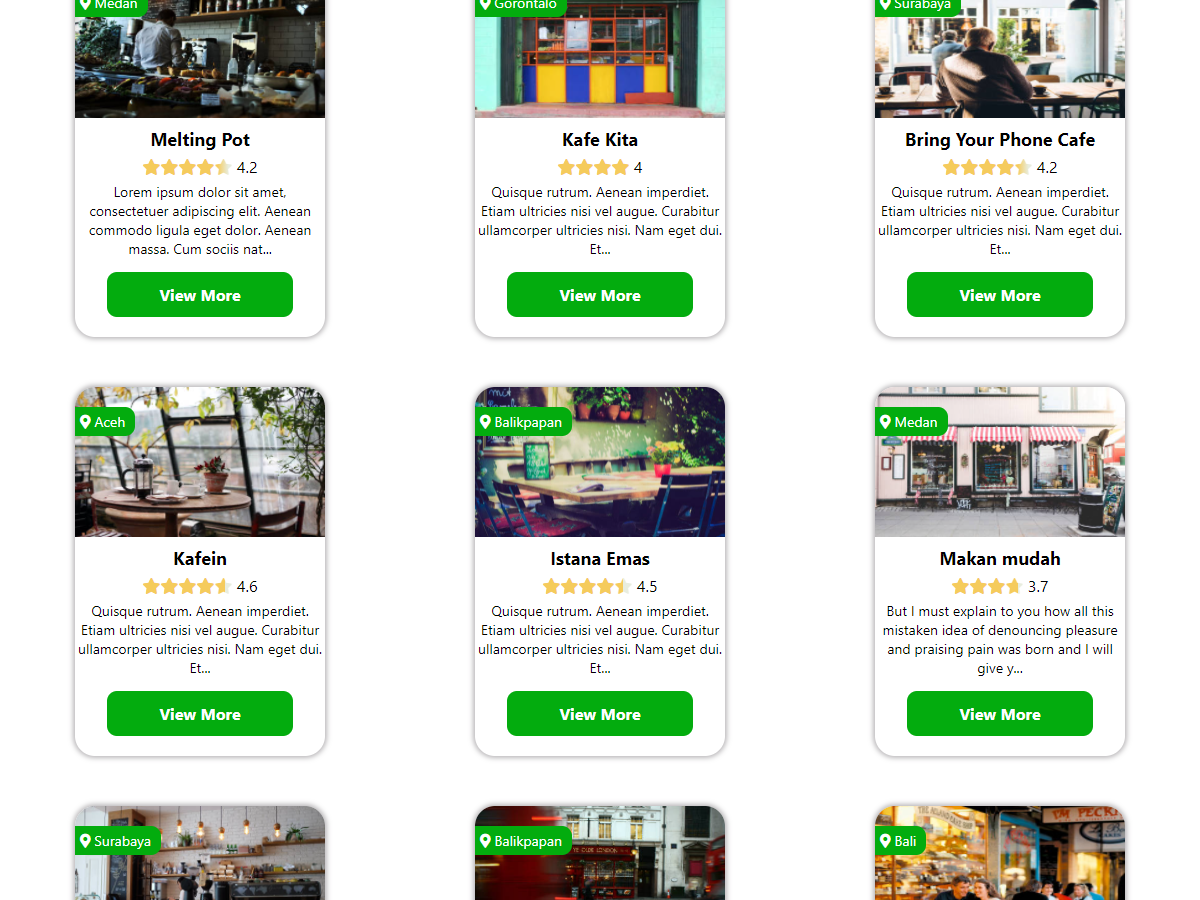 Medan
Gorontalo
Surabaya
Melting Pot
4.2
Lorem ipsum dolor sit amet,
consectetuer adipiscing elit. Aenean
commodo ligula eget dolor. Aenean
massa. Cum sociis nat...
View More
Kafe Kita
4
Quisque rutrum. Aenean imperdiet.
Etiam ultricies nisi vel augue. Curabitur
ullamcorper ultricies nisi. Nam eget dui.
Et...
View More
Bring Your Phone Cafe
4.2
Quisque rutrum. Aenean imperdiet.
Etiam ultricies nisi vel augue. Curabitur
ullamcorper ultricies nisi. Nam eget dui.
Et...
View More
Aceh
Kafein
4.6
Quisque rutrum. Aenean imperdiet.
Etiam ultricies nisi vel augue. Curabitur
ullamcorper ultricies nisi. Nam eget dui.
Et...
View More
Balikpapan
Istana Emas
4.5
Quisque rutrum. Aenean imperdiet.
Etiam ultricies nisi vel augue. Curabitur
ullamcorper ultricies nisi. Nam eget dui.
Et...
View More
Medan
Makan mudah
3.7
But I must explain to you how all this
mistaken idea of denouncing pleasure
and praising pain was born and I will
give y...
View More
Surabaya
Balikpapan
YE OLDE LONDON
Bali